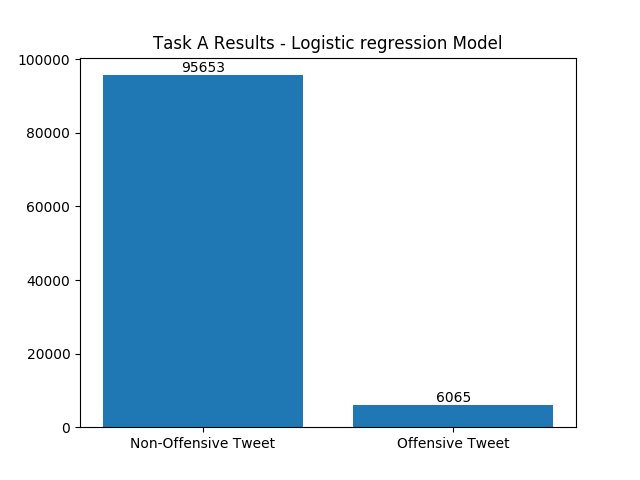 Task A Results - Logistic regression Model
100000
80000
60000
40000
20000
0
95653
6065
Non-Offensive Tweet
Offensive Tweet